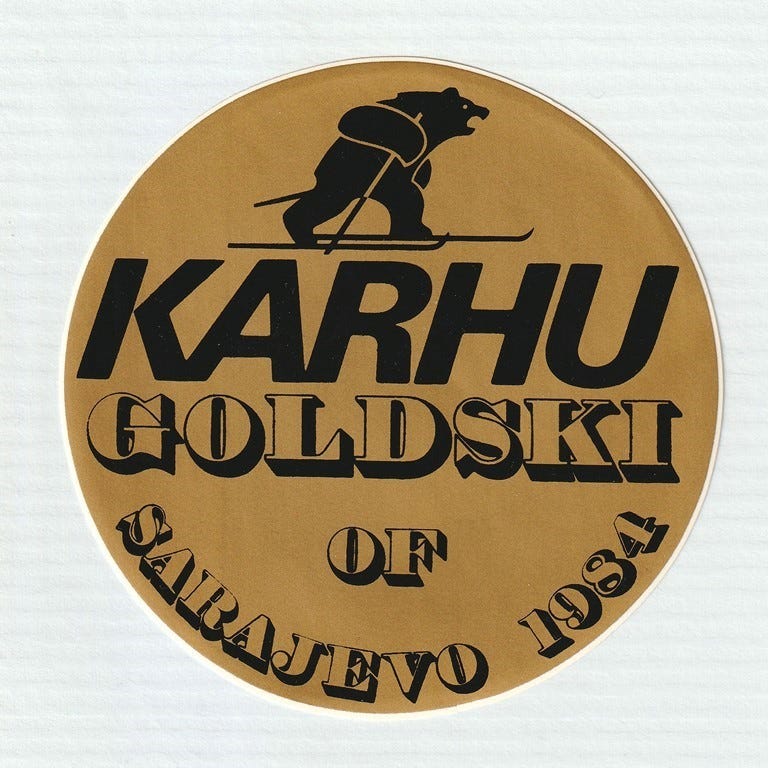 KARHU
GOLDSKI
OF
SARAJEVO 1984